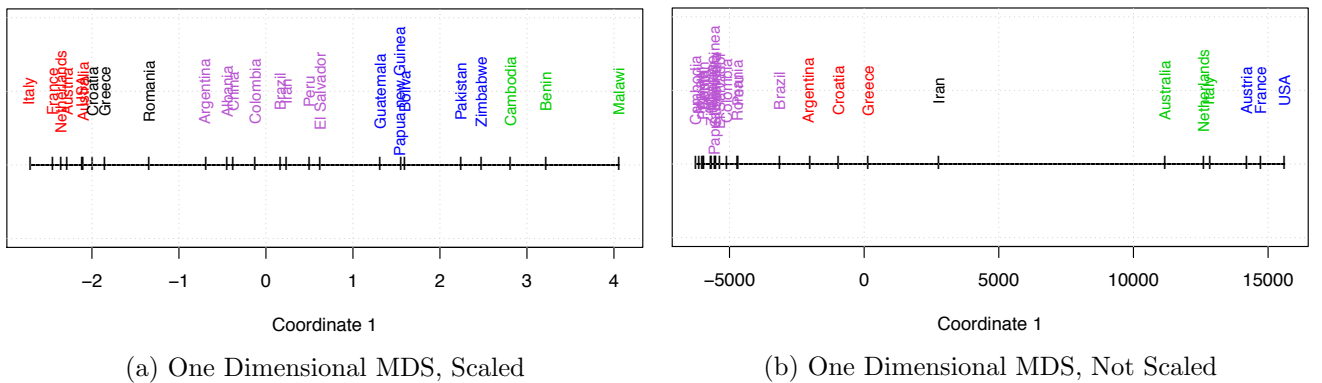 Italy
France
Netherlands
Austria
USA
Australia
Croatia
Greece
Romania
Argentina
Albania
China
Colombia
Brazil
Iran
Peru
El Salvador
Guatemala
Papua new Guinea
Boliva
Pakistan
Zimbabwe
Cambodia
Benin
Malawi
−2 −1 0 1 2 3 4
Coordinate 1
(a) One Dimensional MDS, Scaled
Cambodia
Colombia
Romania
Brazil
Argentina
Croatia
Greece
Iran
Australia
Netherlands
Italy
Austria
France
USA
−5000 0 5000 10000 15000
Coordinate 1
(b) One Dimensional MDS, Not Scaled